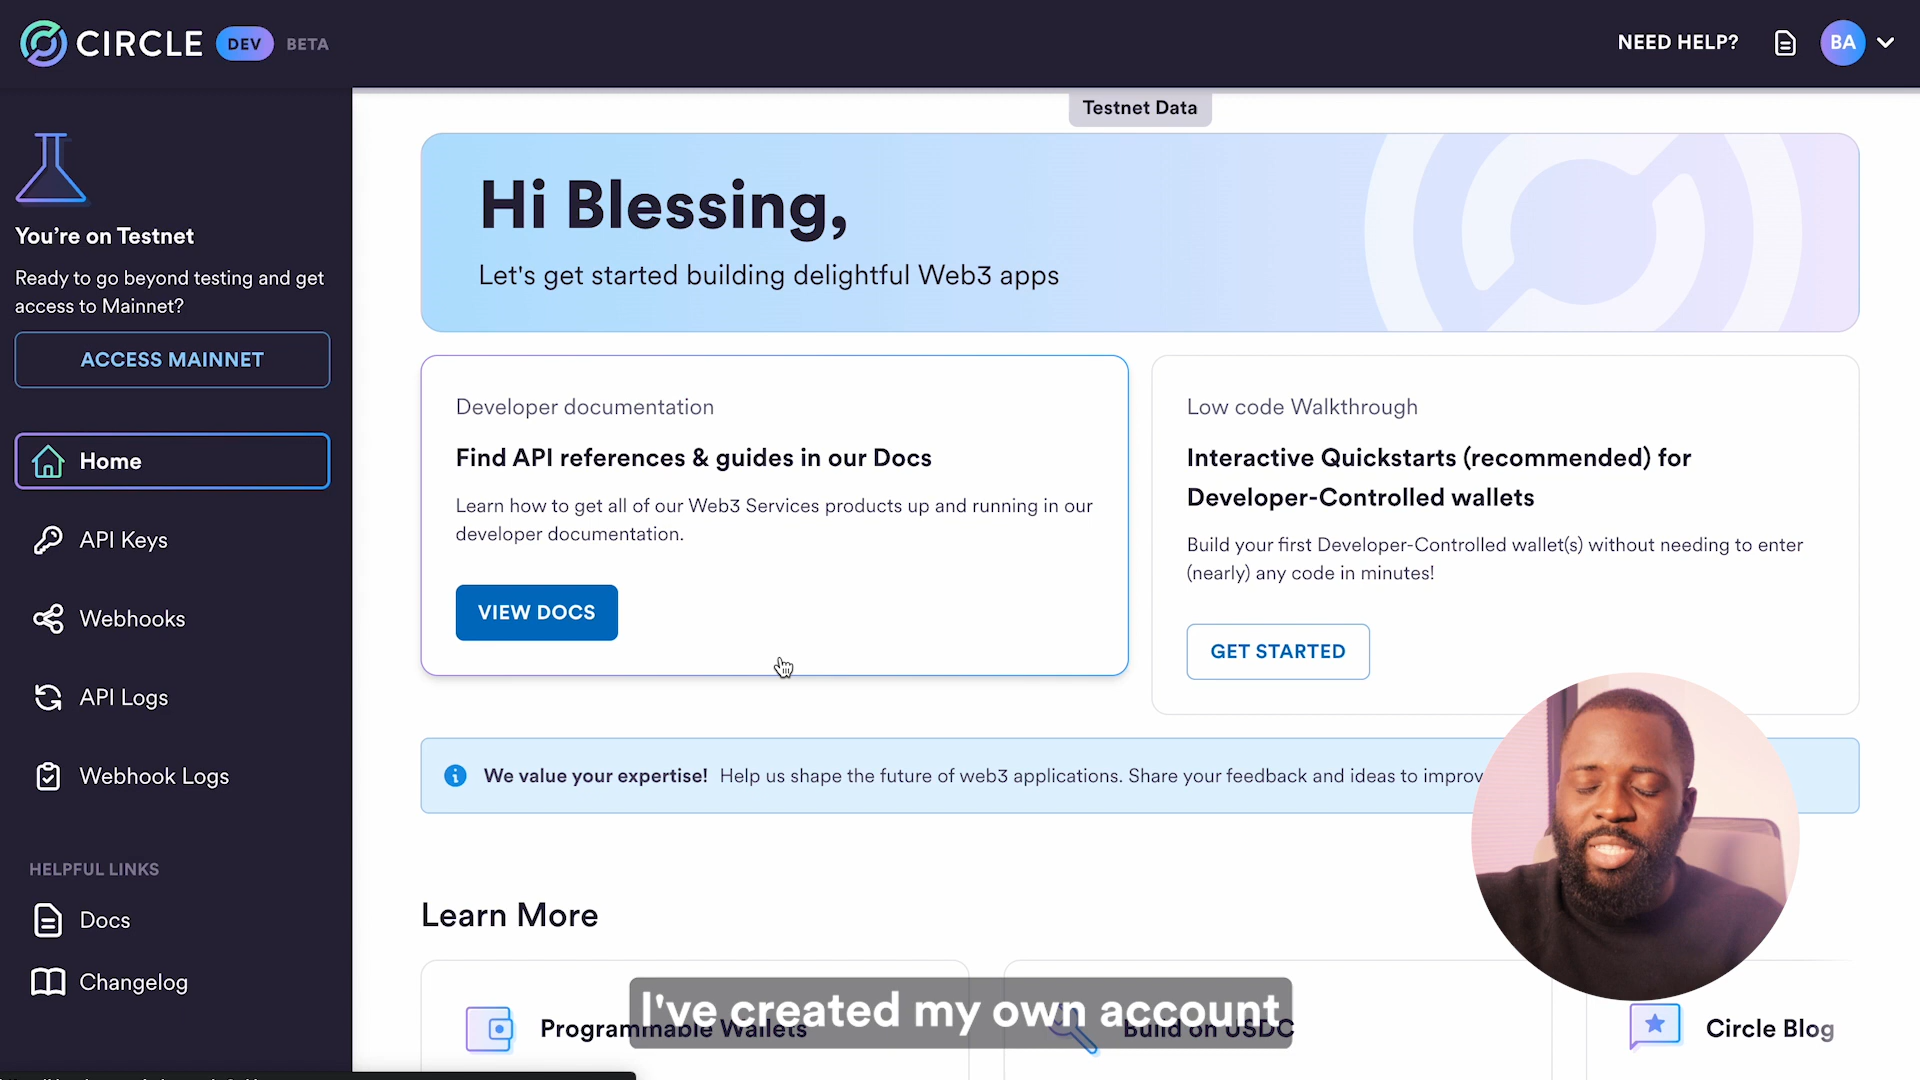 CIRCLE DEV BETA
NEED HELP?
BA
Testnet Data
You're on Testnet
Ready to go beyond testing and get
access to Mainnet?
ACCESS MAINNET
Home
API Keys
Webhooks
API Logs
Webhook Logs
HELPFUL LINKS
Docs
Changelog
Hi Blessing,
Let's get started building delightful Web3 apps
Developer documentation
Find API references & guides in our Docs
Learn how to get all of our Web3 Services products up and running in our
developer documentation.
VIEW DOCS
Low code Walkthrough
Interactive Quickstarts (recommended) for
Developer-Controlled wallets
Build your first Developer-Controlled wallet(s) without needing to enter
(nearly) any code in minutes!
GET STARTED
We value your expertise! Help us shape the future of web3 applications. Share your feedback and ideas to improv
Learn More
Programmable Wallets
Build on USDC
Circle Blog
I've created my own account